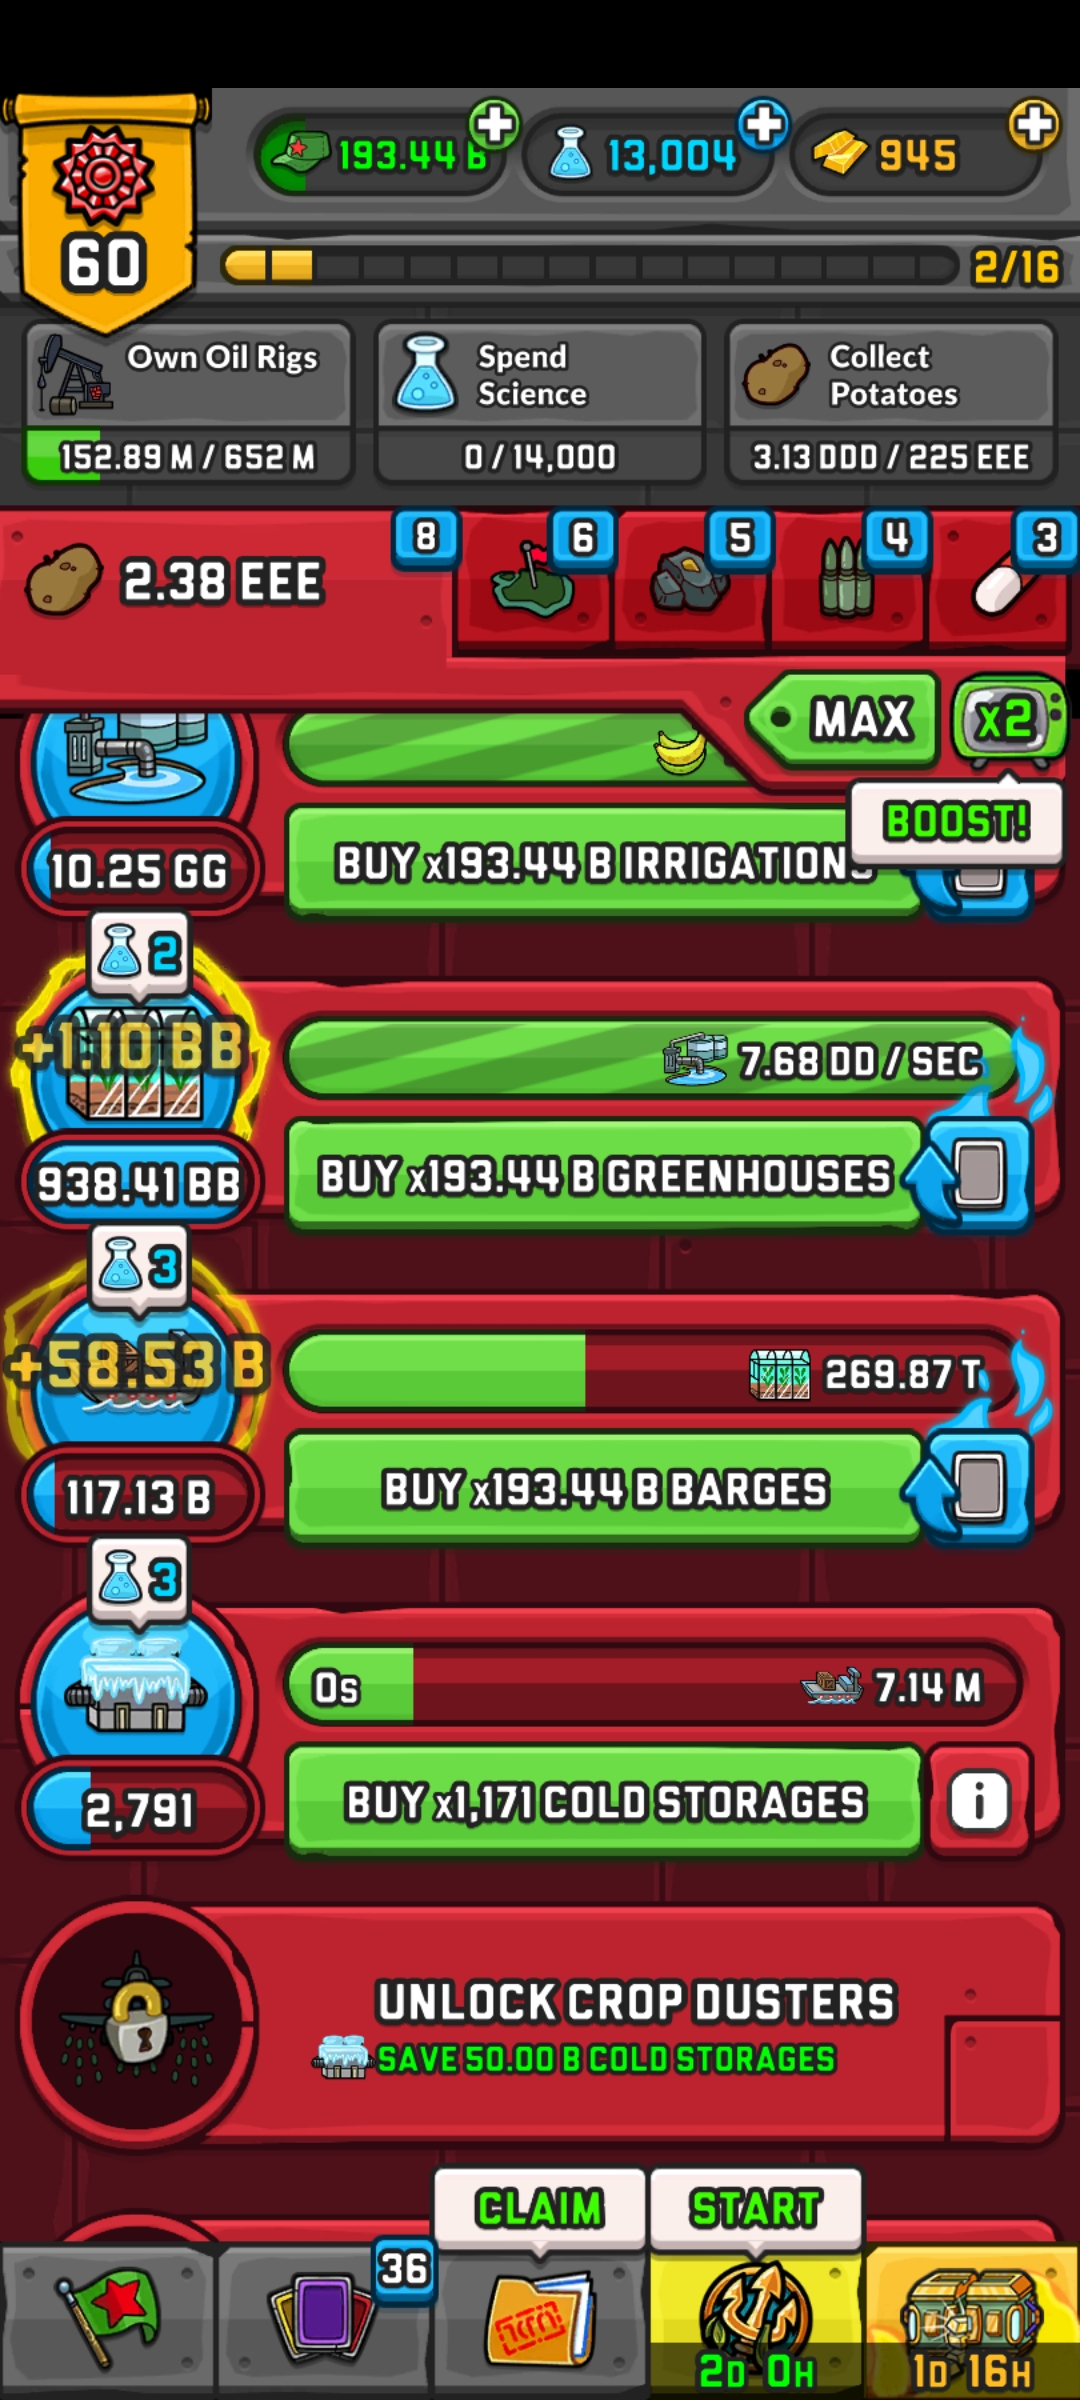 193.44 B
13,004
945
60
2/16
Own Oil Rigs
152.89 M / 652 M
Spend
Science
0 / 14,000
Collect
Potatoes
3.13 DDD / 225 EEE
2.38 EEE
8
6
5
4
3
MAX
x2
BOOST!
10.25 GG
BUY x193.44 B IRRIGATIONS
2
+1.10 BB
938.41 BB
7.68 DD / SEC
BUY x193.44 B GREENHOUSES
3
+58.53 B
117.13 B
269.87 T
BUY x193.44 B BARGES
3
2,791
0s
7.14 M
BUY x1,171 COLD STORAGES
i
UNLOCK CROP DUSTERS
SAVE 50.00 B COLD STORAGES
CLAIM
START
36
2D 0H
1D 16H